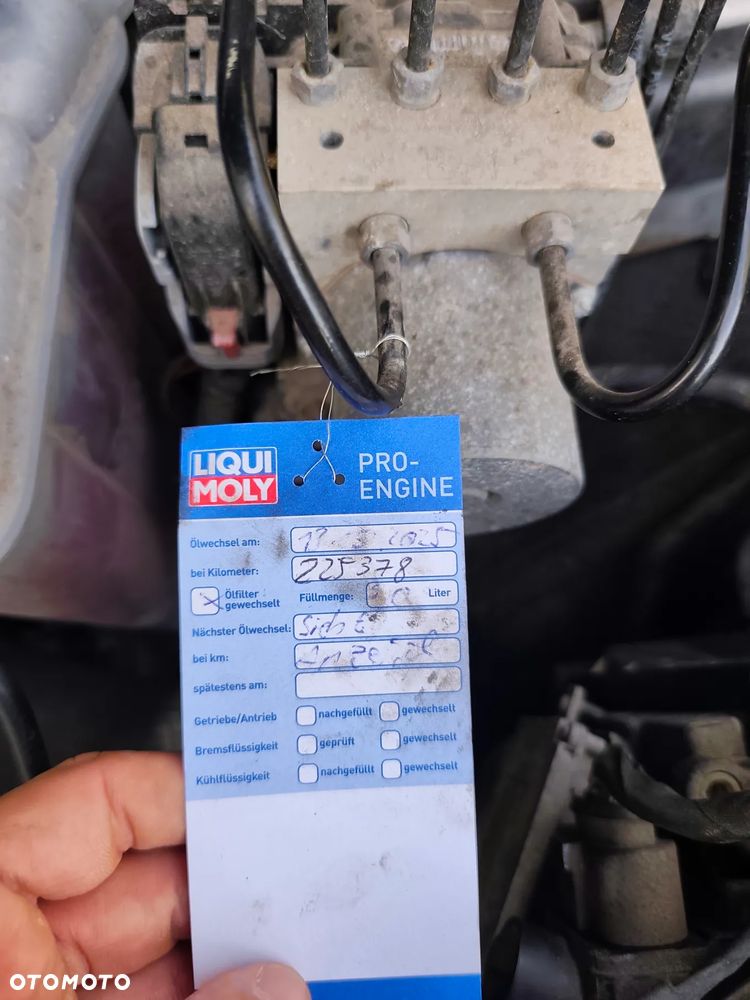 LIQUI
MOLY
PRO-
ENGINE
Ölwechsel am: 2025
bei Kilometer: 225378
Ölfilter
gewechselt
Füllmenge: Liter
Nächster Ölwechsel:
bei km:
spätestens am:
Getriebe/Antrieb nachgefüllt gewechselt
Bremsflüssigkeit geprüft gewechselt
Kühlflüssigkeit nachgefüllt gewechselt
OTOMOTO